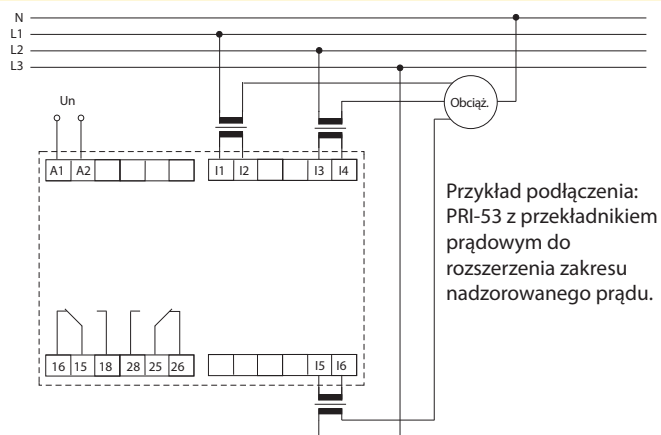 N
L1
L2
L3
Un
Obciąż.
A1 A2
I1 I2
I3 I4
Przykład podłączenia:
PRI-53 z przekładnikiem
prądowym do
rozszerzenia zakresu
nadzorowanego prądu.
16 15 18 28 25 26
I5 I6